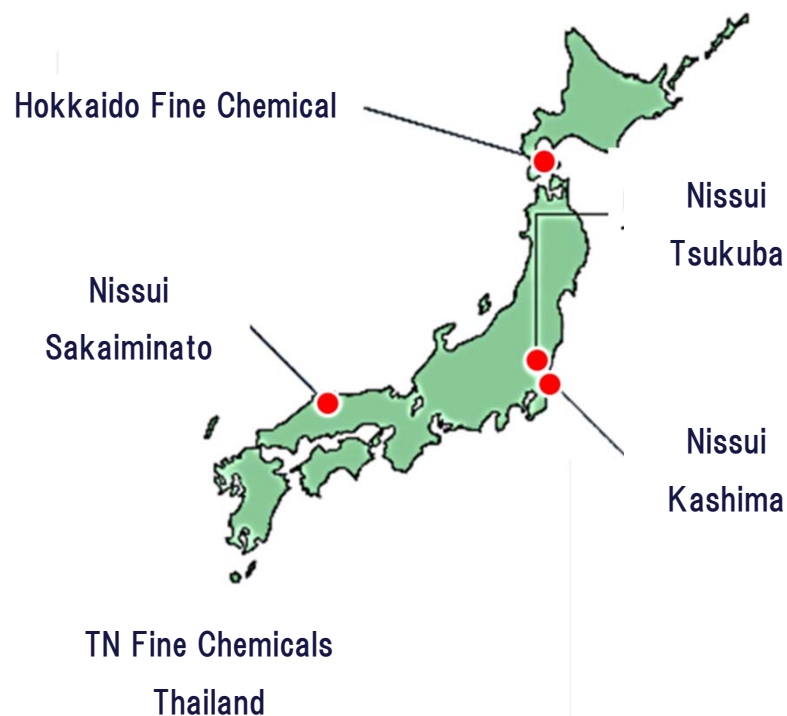 Hokkaido Fine Chemical
Nissui
Tsukuba
Nissui
Sakaiminato
Nissui
Kashima
TN Fine Chemicals
Thailand